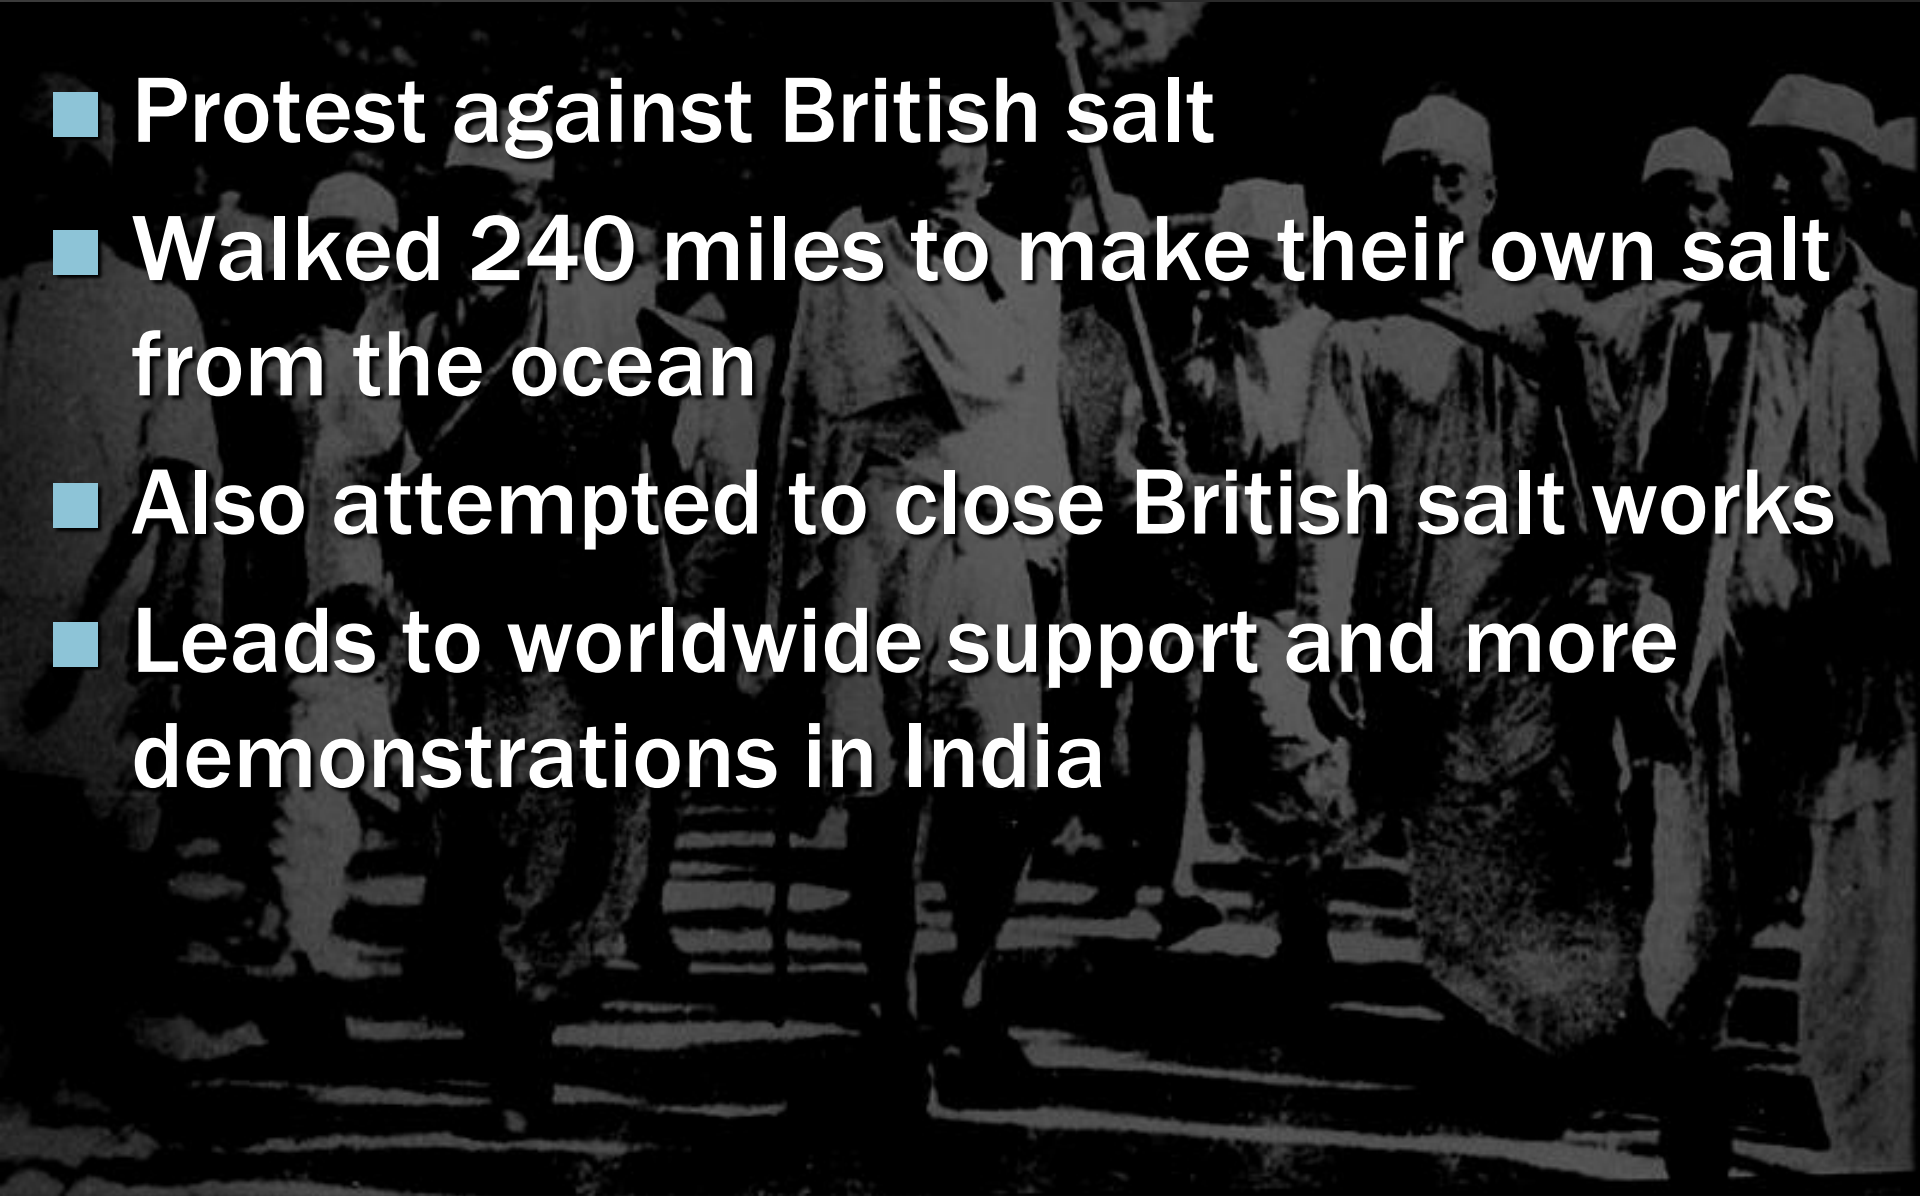 Protest against British salt
Walked 240 miles to make their own salt
from the ocean
Also attempted to close British salt works
Leads to worldwide support and more
demonstrations in India